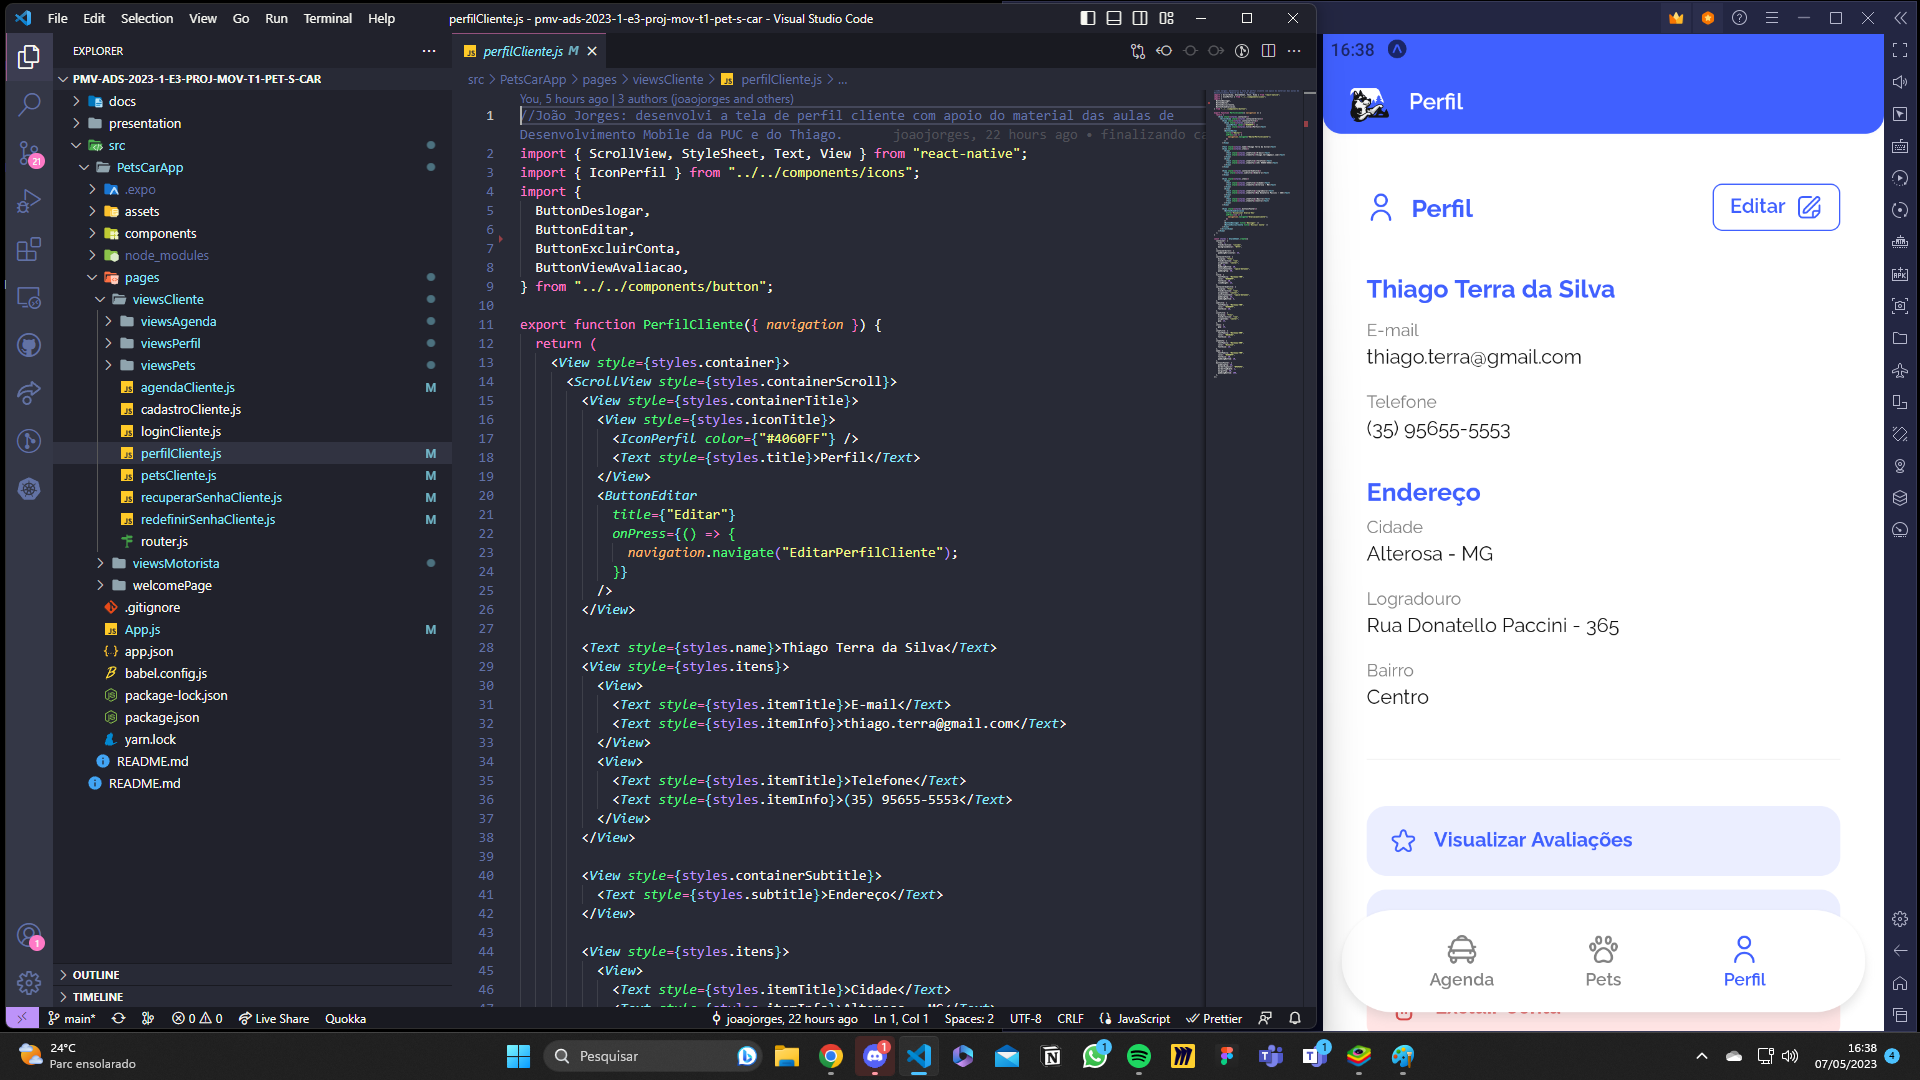 File Edit Selection View Go Run Terminal Help
perfilCliente.js - pmv-ads-2023-1-e3-proj-mov-t1-pet-s-car - Visual Studio Code
EXPLORER
PMV-ADS-2023-1-E3-PROJ-MOV-T1-PET-S-CAR
docs
presentation
src
PetsCarApp
.expo
assets
components
node_modules
pages
viewsCliente
viewsAgenda
viewsPerfil
viewsPets
agendaCliente.js M
cadastroCliente.js
loginCliente.js
perfilCliente.js M
petsCliente.js M
recuperarSenhaCliente.js M
redefinirSenhaCliente.js M
router.js
viewsMotorista
welcomePage
.gitignore
App.js M
app.json
babel.config.js
package-lock.json
package.json
yarn.lock
README.md
README.md
OUTLINE
TIMELINE
21
1
perfilCliente.js M
src > PetsCarApp > pages > viewsCliente > perfilCliente.js > ...
You, 5 hours ago | 3 authors (joaojorges and others)
1 //João Jorges: desenvolvi a tela de perfil cliente com apoio do material das aulas de
Desenvolvimento Mobile da PUC e do Thiago. joaojorges, 22 hours ago • finalizando ca
2 import { ScrollView, StyleSheet, Text, View } from "react-native";
3 import { IconPerfil } from "../../components/icons";
4 import {
5 ButtonDeslogar,
6 ButtonEditar,
7 ButtonExcluirConta,
8 ButtonViewAvaliacao,
9 } from "../../components/button";
10
11 export function PerfilCliente({ navigation }) {
12 return (
13 <View style={styles.container}>
14 <ScrollView style={styles.containerScroll}>
15 <View style={styles.containerTitle}>
16 <View style={styles.iconTitle}>
17 <IconPerfil color={"#4060FF"} />
18 <Text style={styles.title}>Perfil</Text>
19 </View>
20 <ButtonEditar
21 title={"Editar"}
22 onPress={() => {
23 navigation.navigate("EditarPerfilCliente");
24 }}
25 />
26 </View>
27
28 <Text style={styles.name}>Thiago Terra da Silva</Text>
29 <View style={styles.itens}>
30 <View>
31 <Text style={styles.itemTitle}>E-mail</Text>
32 <Text style={styles.itemInfo}>thiago.terra@gmail.com</Text>
33 </View>
34 <View>
35 <Text style={styles.itemTitle}>Telefone</Text>
36 <Text style={styles.itemInfo}>(35) 95655-5553</Text>
37 </View>
38 </View>
39
40 <View style={styles.containerSubtitle}>
41 <Text style={styles.subtitle}>Endereço</Text>
42 </View>
43
44 <View style={styles.itens}>
45 <View>
46 <Text style={styles.itemTitle}>Cidade</Text>
main* 0 0 Live Share Quokka
joaojorges, 22 hours ago Ln 1, Col 1 Spaces: 2 UTF-8 CRLF JavaScript Prettier
16:38
Perfil
Perfil
Editar
Thiago Terra da Silva
E-mail
thiago.terra@gmail.com
Telefone
(35) 95655-5553
Endereço
Cidade
Alterosa - MG
Logradouro
Rua Donatello Paccini - 365
Bairro
Centro
Visualizar Avaliações
Agenda Pets Perfil
24°C
Parc ensolarado
Pesquisar
1
1
1
16:38
07/05/2023
4